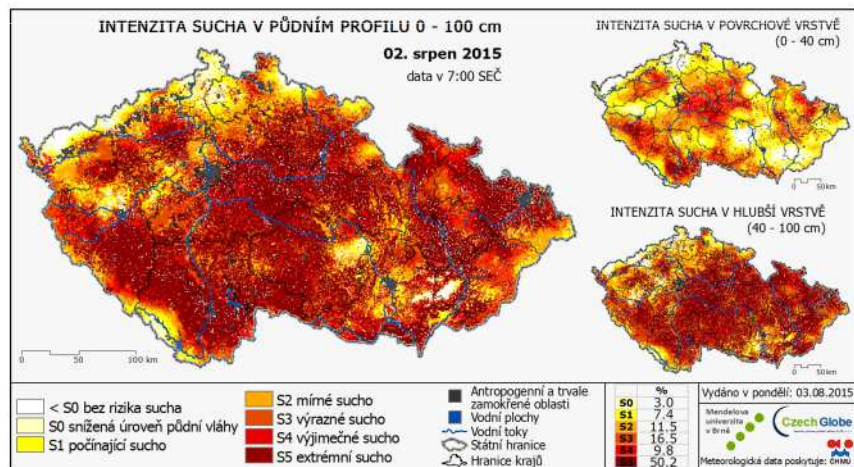 INTENZITA SUCHA V PŮDNÍM PROFILU 0 - 100 cm
02. srpen 2015
data v 7:00 SEČ
INTENZITA SUCHA V POVRCHOVÉ VRSTVĚ
(0 - 40 cm)
0 50 km
INTENZITA SUCHA V HLUBŠÍ VRSTVĚ
(40 - 100 cm)
0 50 km
0 50 100 km
< S0 bez rizika sucha
S0 snížená úroveň půdní vláhy
S1 počínající sucho
S2 mírné sucho
S3 výrazné sucho
S4 výjimečné sucho
S5 extrémní sucho
Antropogenní a trvale
zamokřené oblasti
Vodní plochy
Vodní toky
Státní hranice
Hranice krajů
%
S0 3.0
S1 7.4
S2 11.5
S3 16.5
S4 9.8
S5 50.2
Vydáno v pondělí: 03.08.2015
Mendelova
univerzita
v Brně
CzechGlobe
Meteorologická data poskytuje: ČHMÚ